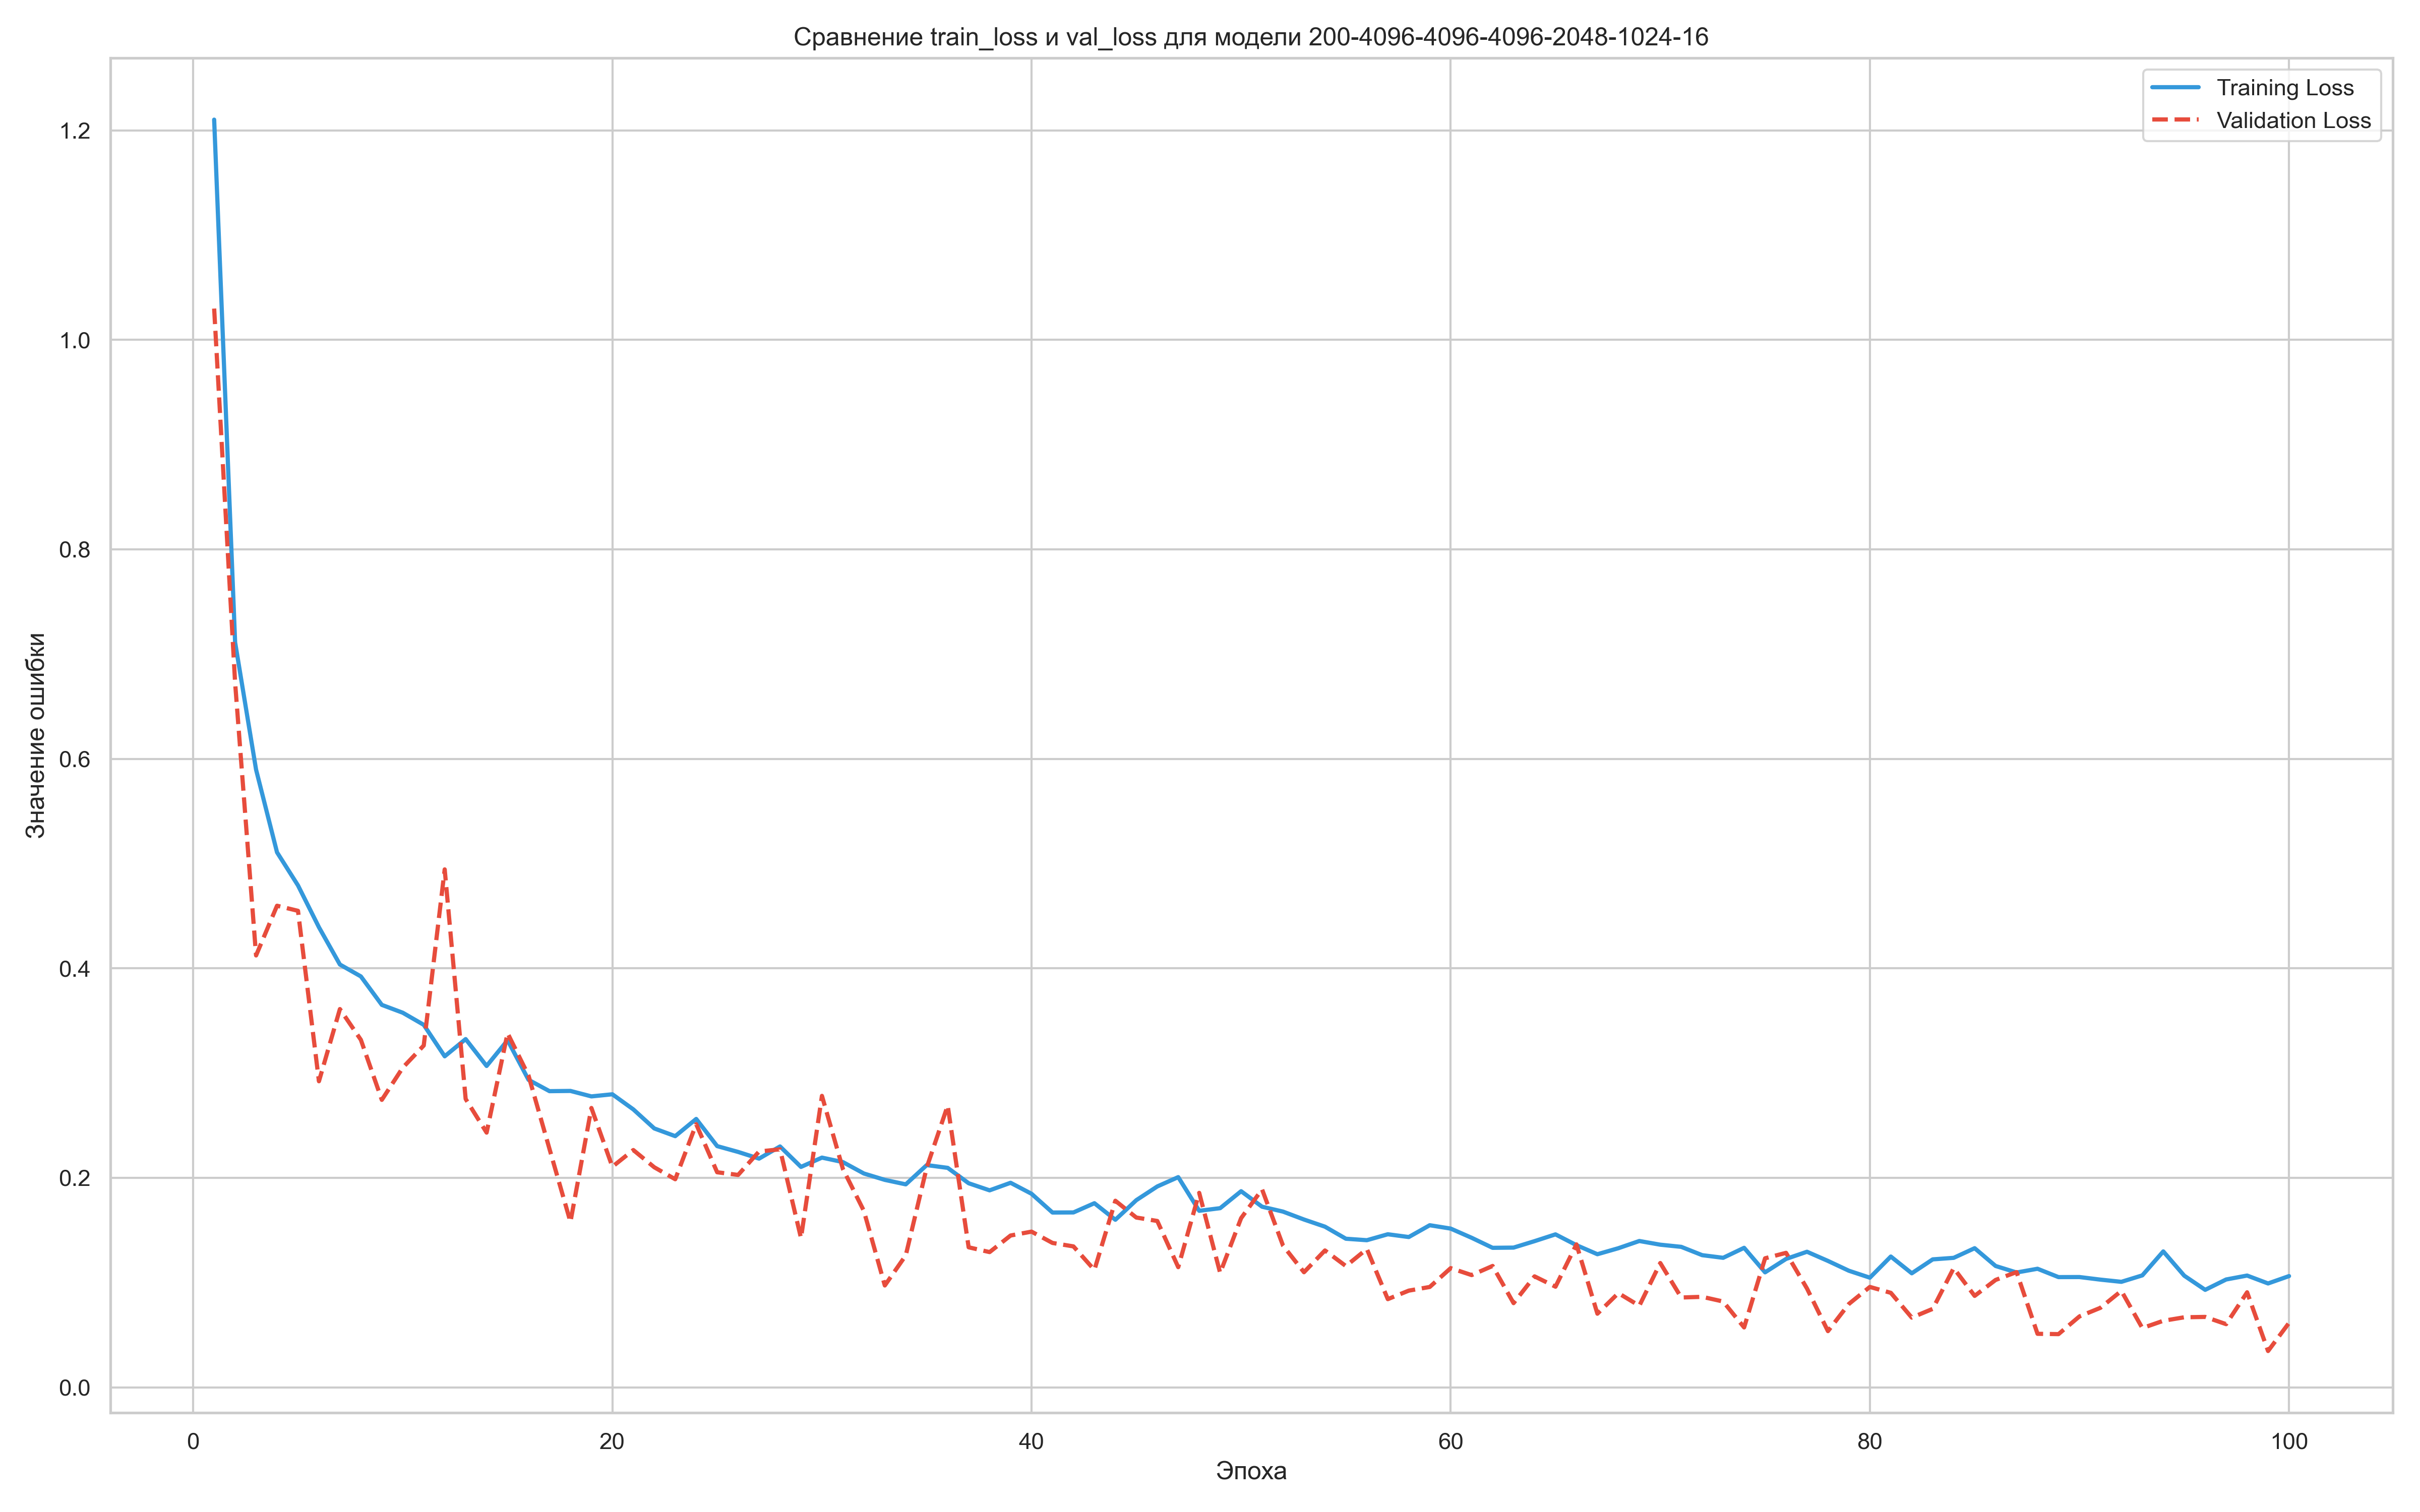 Сравнение train_loss и val_loss для модели 200-4096-4096-4096-2048-1024-16
Training Loss
Validation Loss
Значение ошибки
1.2
1.0
0.8
0.6
0.4
0.2
0.0
0
20
40
60
80
100
Эпоха